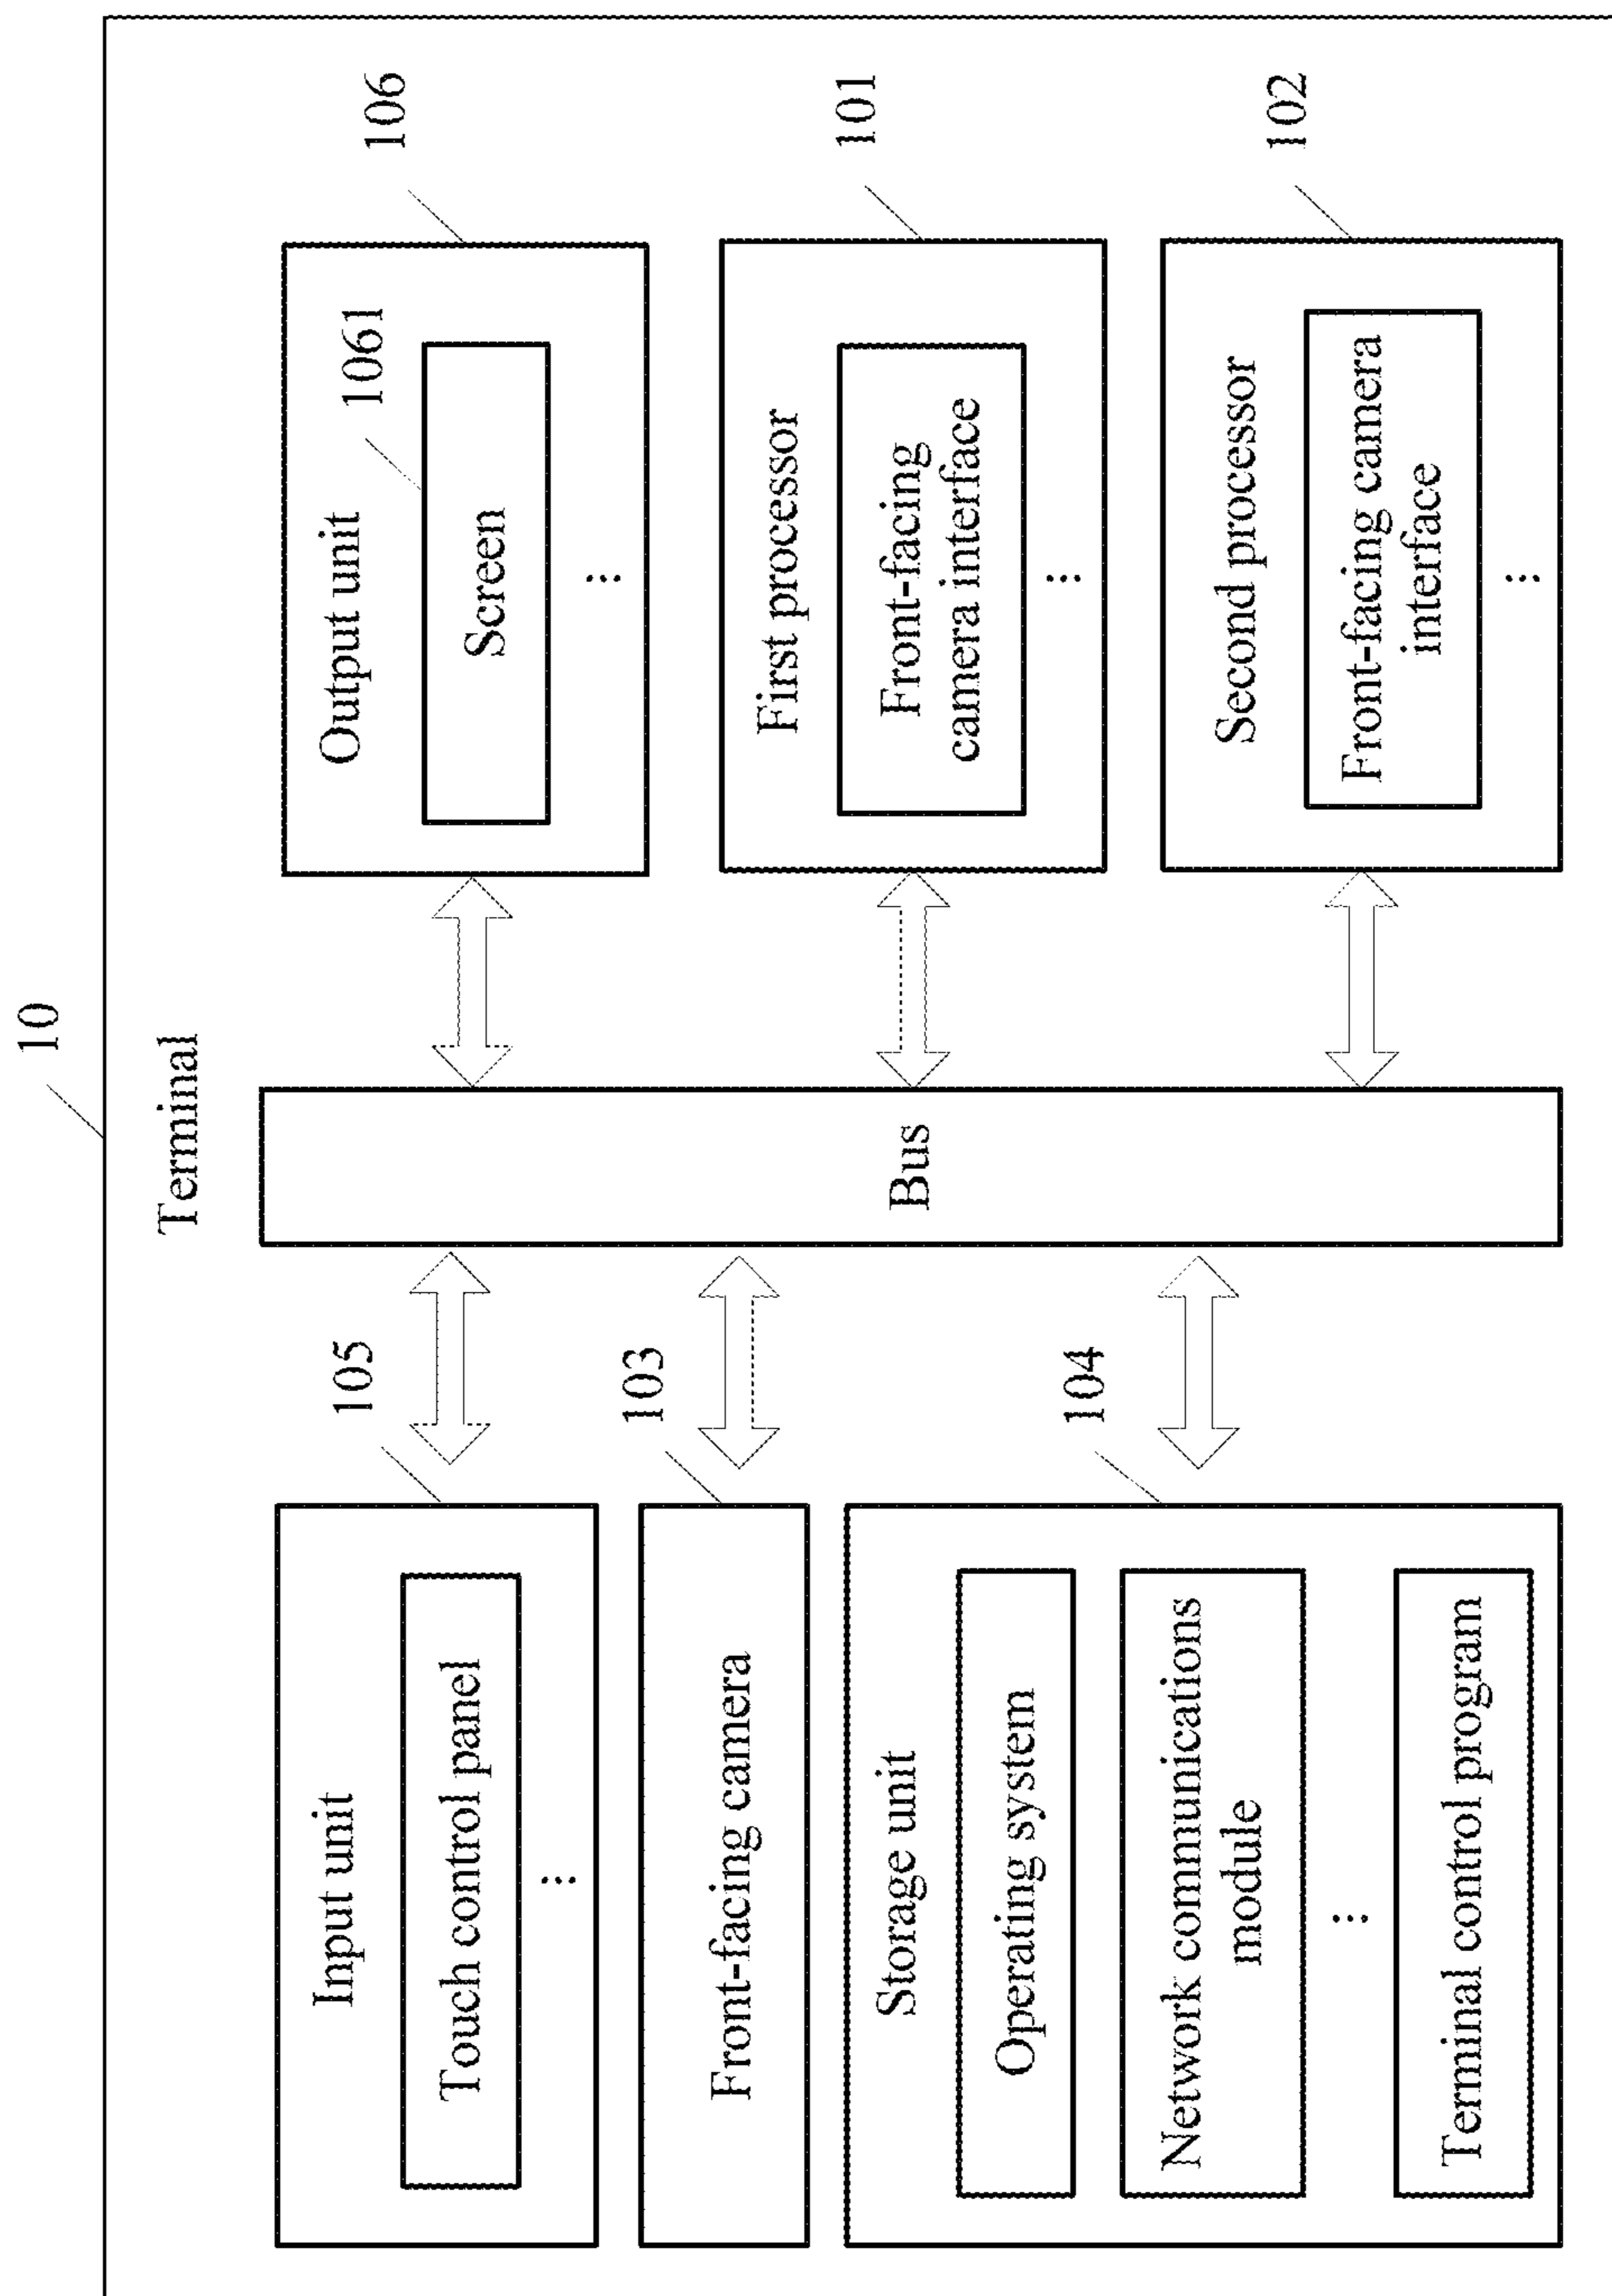 10
Terminal
Input unit
105
Touch control panel
...
Front-facing camera
103
Storage unit
104
Operating system
Network communications
module
...
Terminal control program
Bus
Output unit
106
1061
Screen
...
First processor
101
Front-facing
camera interface
...
Second processor
102
Front-facing camera
interface
...